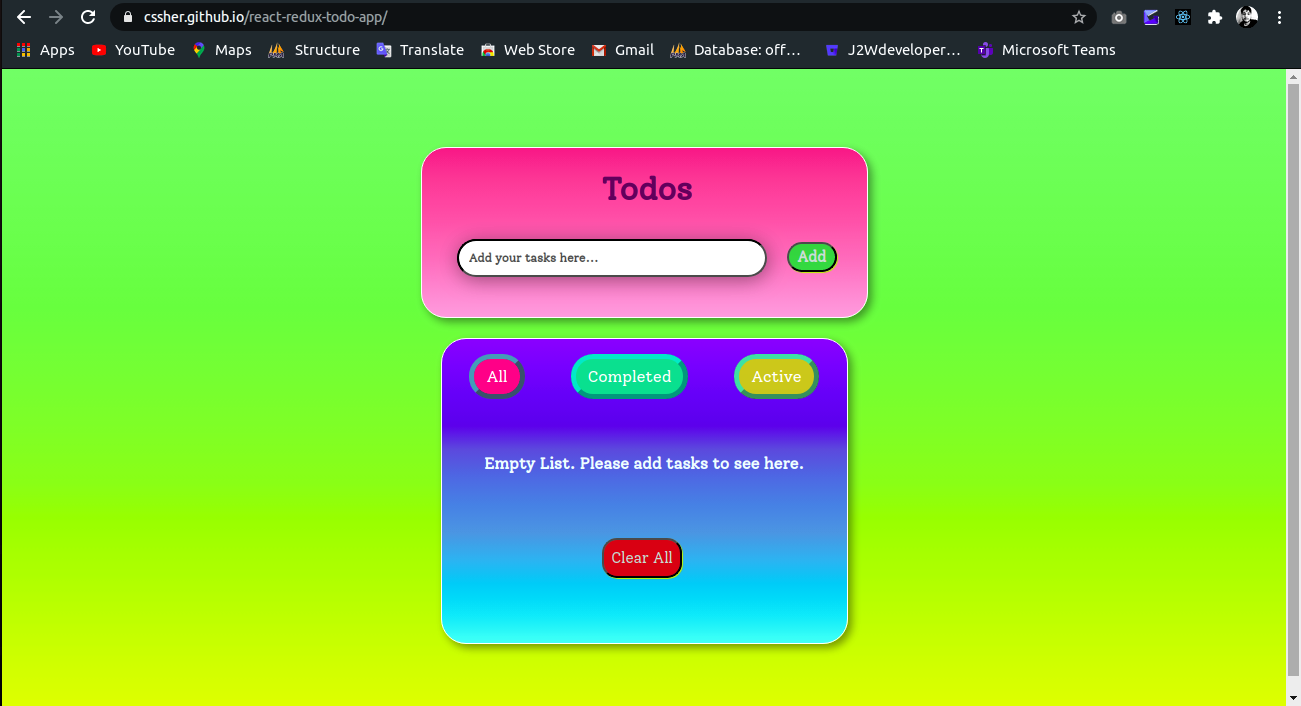 cssher.github.io/react-redux-todo-app/
Apps YouTube Maps Structure Translate Web Store Gmail Database: off... J2Wdeveloper... Microsoft Teams
Todos
Add your tasks here... Add
All Completed Active
Empty List. Please add tasks to see here.
Clear All